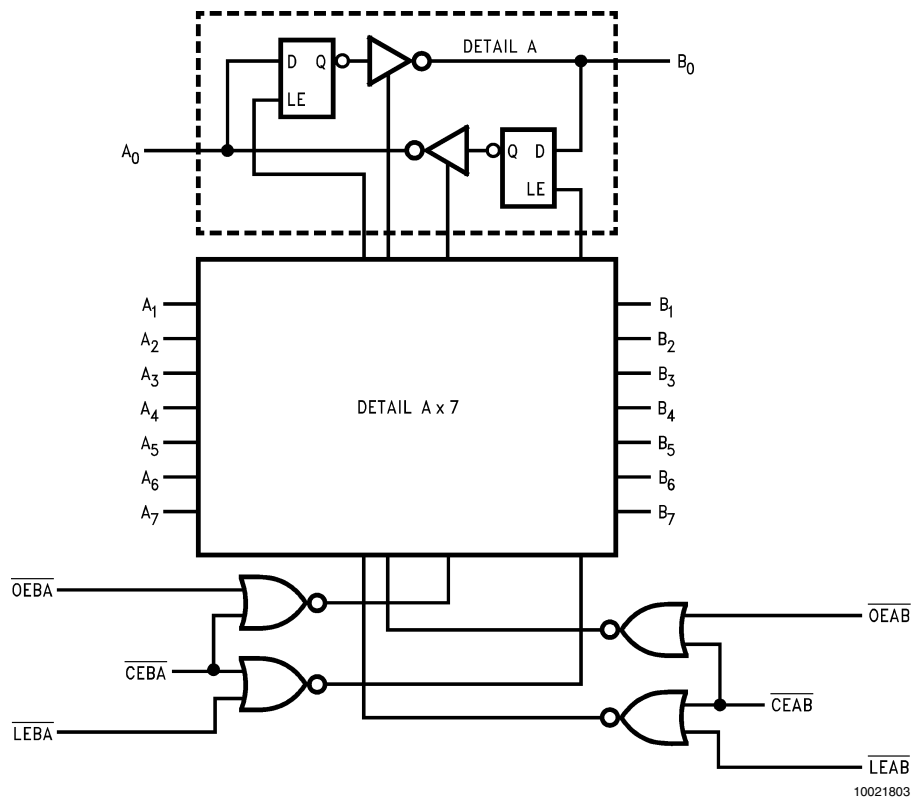 DETAIL A
D Q
LE
B0
A0
Q D
LE
A1 B1
A2 B2
A3 B3
DETAIL A x 7
A4 B4
A5 B5
A6 B6
A7 B7
OEBA
OEAB
CEBA
CEAB
LEBA
LEAB
10021803